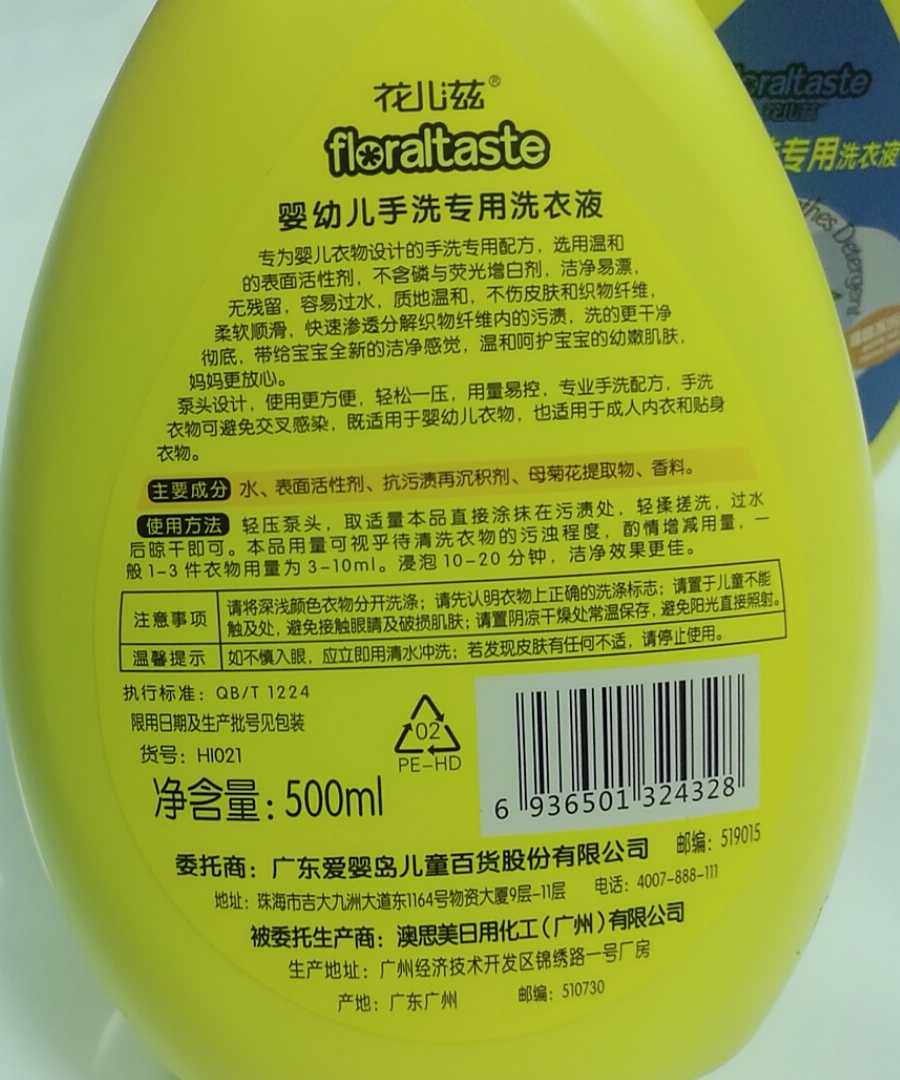 花儿滋®
floraltaste
婴幼儿手洗专用洗衣液
专为婴儿衣物设计的手洗专用配方，选用温和
的表面活性剂，不含磷与荧光增白剂，洁净易漂，
无残留，容易过水，质地温和，不伤皮肤和织物纤维，
柔软顺滑，快速渗透分解织物纤维内的污渍，洗的更干净
彻底，带给宝宝全新的洁净感觉，温和呵护宝宝的幼嫩肌肤，
妈妈更放心。
泵头设计，使用更方便，轻松一压，用量易控，专业手洗配方，手洗
衣物可避免交叉感染，既适用于婴幼儿衣物，也适用于成人内衣和贴身
衣物。
主要成分 水、表面活性剂、抗污渍再沉积剂、母菊花提取物、香料。
使用方法 轻压泵头，取适量本品直接涂抹在污渍处，轻揉搓洗，过水
后晾干即可。本品用量可视乎待清洗衣物的污浊程度，酌情增减用量，一
般1-3件衣物用量为3-10ml。浸泡10-20分钟，洁净效果更佳。
注意事项 请将深浅颜色衣物分开洗涤；请先认明衣物上正确的洗涤标志；请置于儿童不能
触及处，避免接触眼睛及破损肌肤；请置阴凉干燥处常温保存，避免阳光直接照射。
温馨提示 如不慎入眼，应立即用清水冲洗；若发现皮肤有任何不适，请停止使用。
执行标准：QB/T 1224
限用日期及生产批号见包装
货号：HI021
净含量：500ml
02
PE-HD
6 936501 324328
委托商：广东爱婴岛儿童百货股份有限公司 邮编：519015
地址：珠海市吉大九洲大道东1164号物资大厦9层-11层 电话：4007-888-111
被委托生产商：澳思美日用化工（广州）有限公司
生产地址：广州经济技术开发区锦绣路一号厂房
产地：广东广州 邮编：510730
floraltaste
花儿滋
专用洗衣液
Detergent